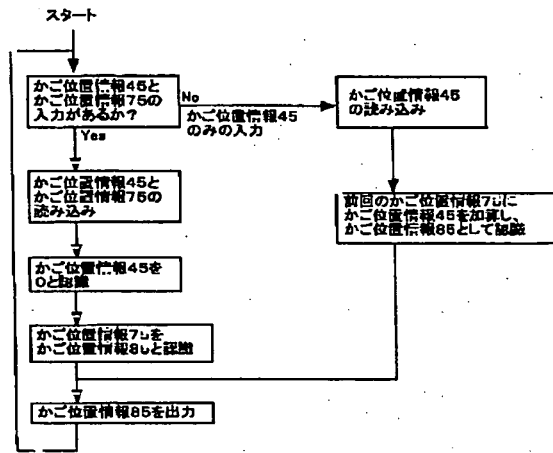 スタート
かご位置情報45と
かご位置情報75の
入力があるか?
No
かご位置情報45
のみの入力
かご位置情報45
の読み込み
Yes
かご位置情報45と
かご位置情報75の
読み込み
前回のかご位置情報75に
かご位置情報45を加算し、
かご位置情報85として認識
かご位置情報45を
0と認識
かご位置情報75を
かご位置情報85と認識
かご位置情報85を出力